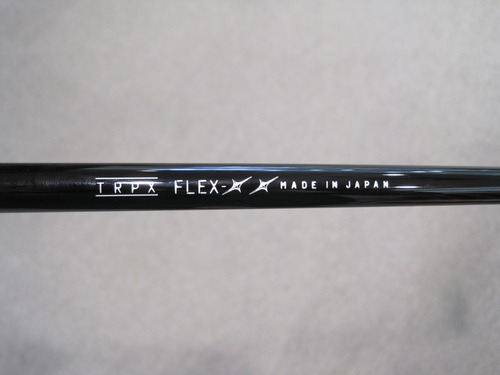 TRPX FLEX-XX MADE IN JAPAN